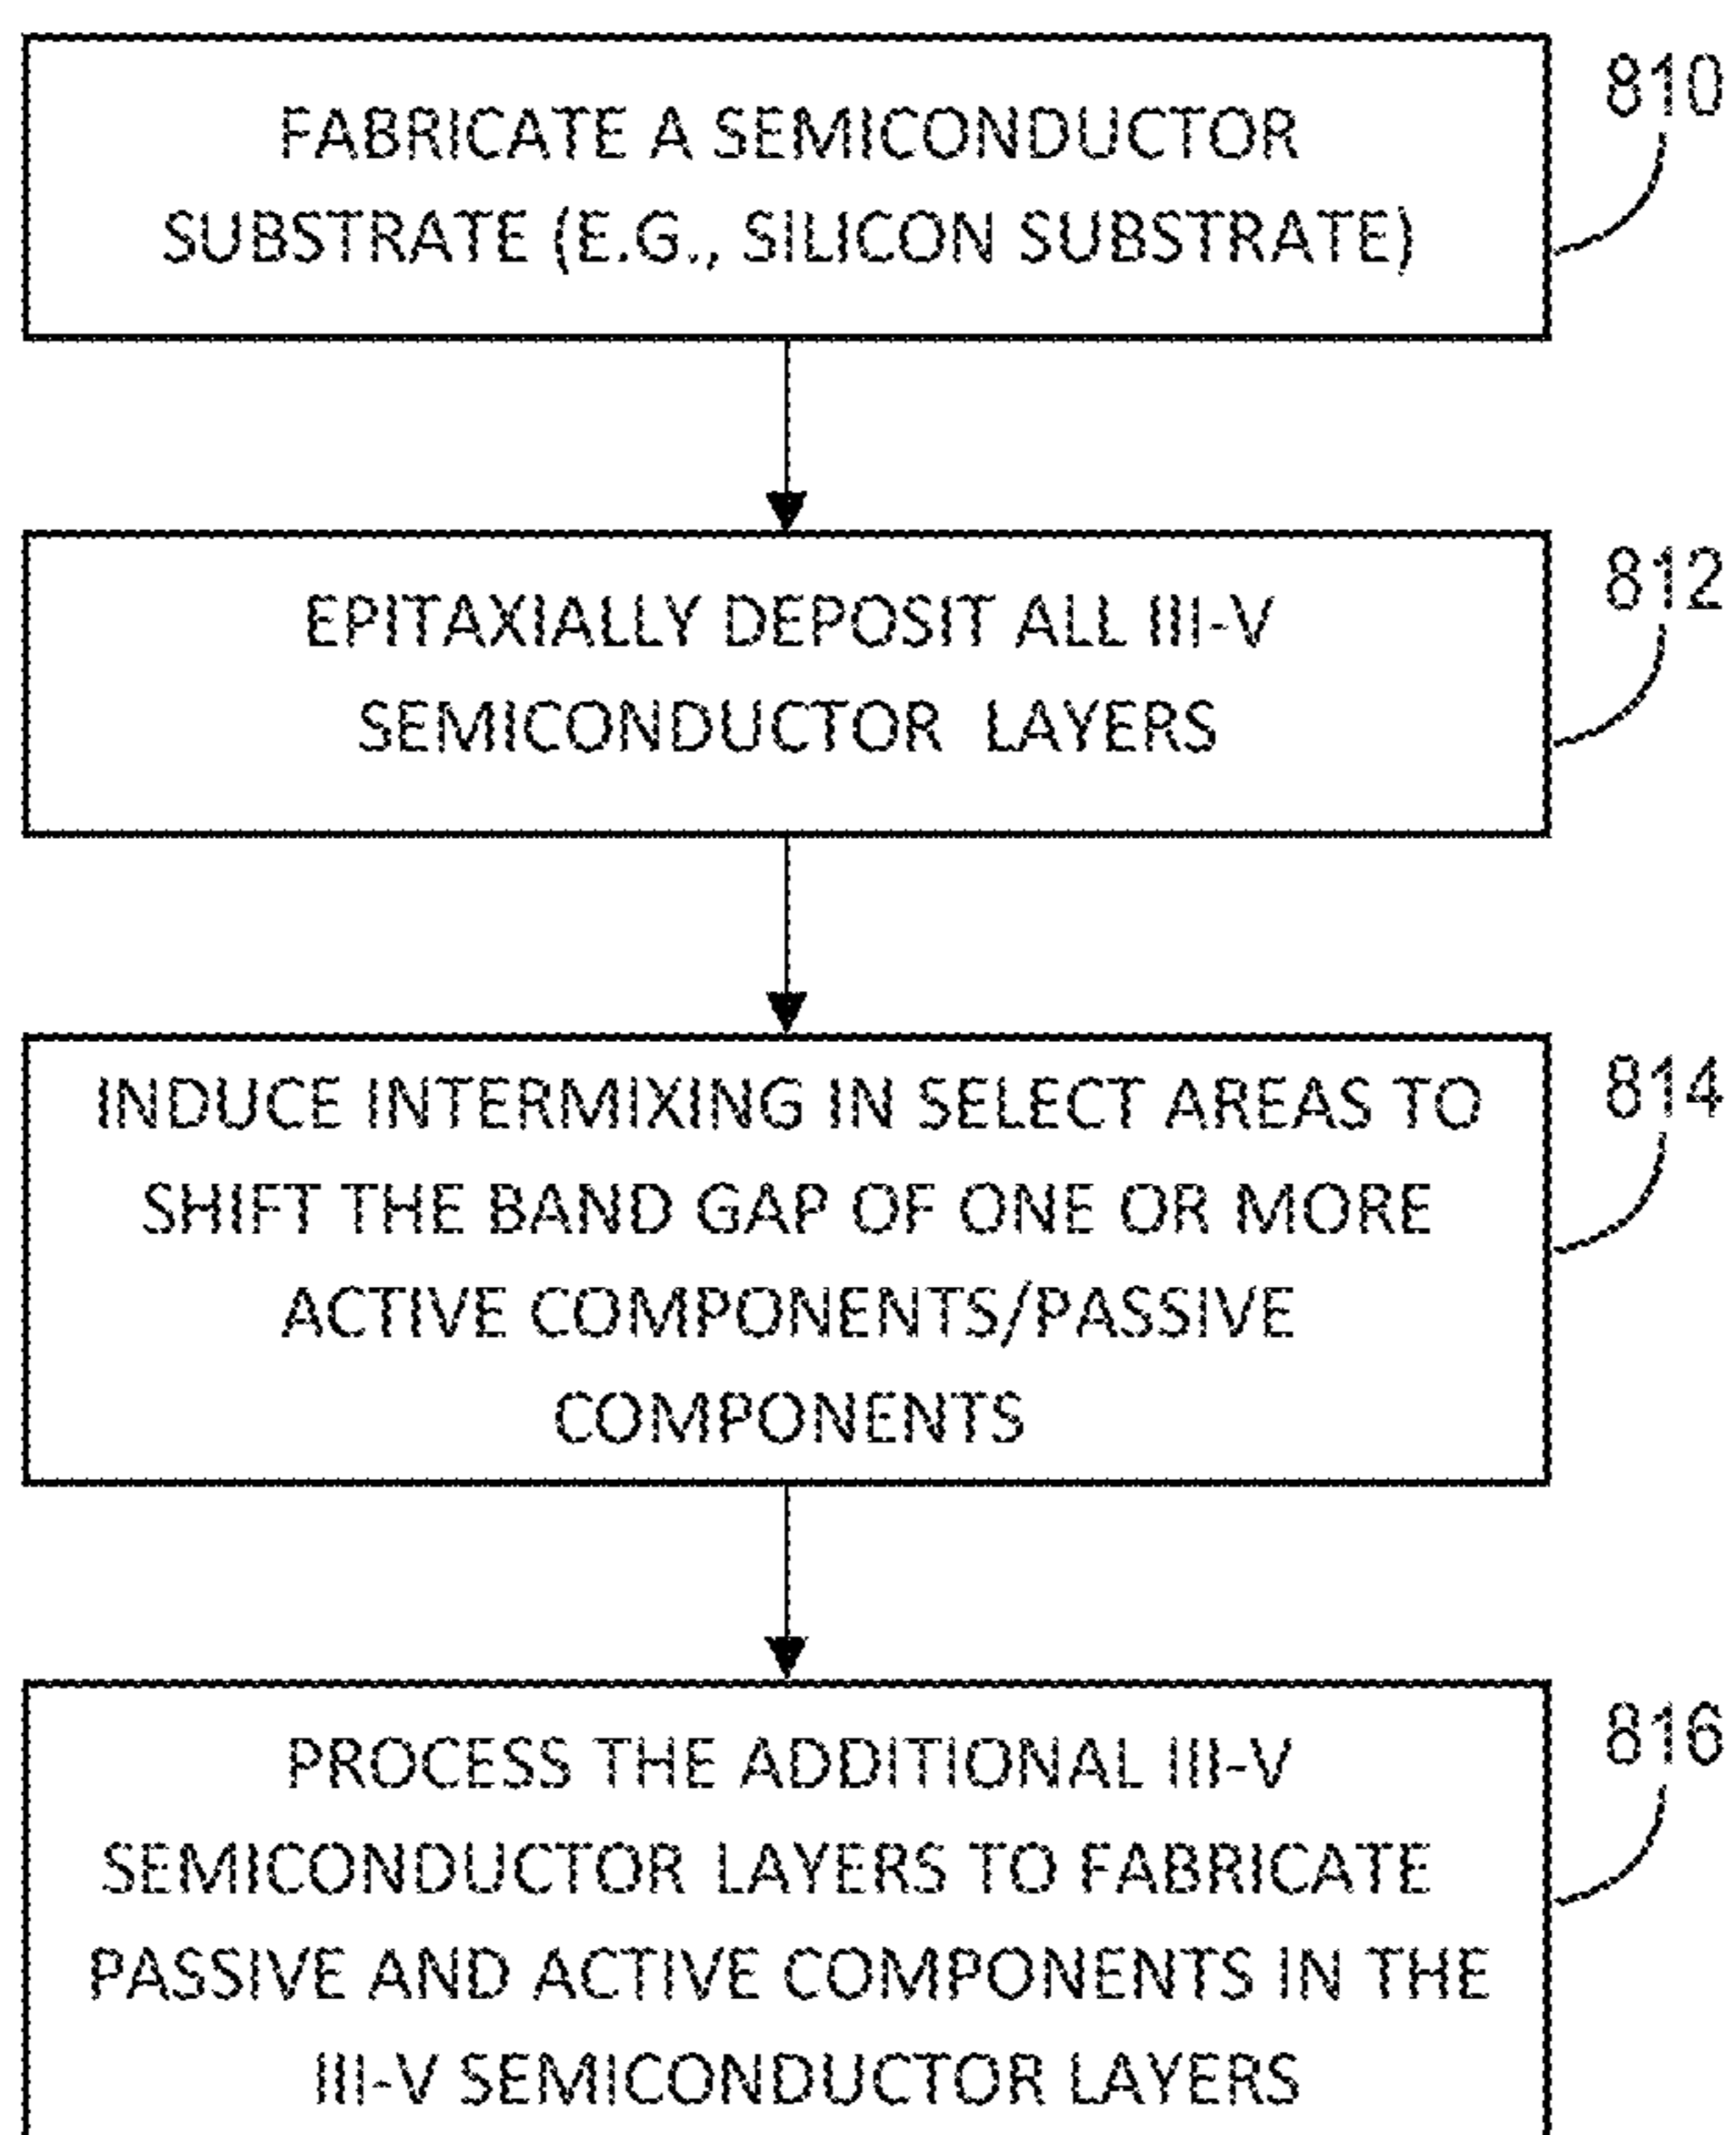 FABRICATE A SEMICONDUCTOR
SUBSTRATE (E.G., SILICON SUBSTRATE)
810
EPITAXIALLY DEPOSIT ALL III-V
SEMICONDUCTOR LAYERS
812
INDUCE INTERMIXING IN SELECT AREAS TO
SHIFT THE BAND GAP OF ONE OR MORE
ACTIVE COMPONENTS/PASSIVE
COMPONENTS
814
PROCESS THE ADDITIONAL III-V
SEMICONDUCTOR LAYERS TO FABRICATE
PASSIVE AND ACTIVE COMPONENTS IN THE
III-V SEMICONDUCTOR LAYERS
816